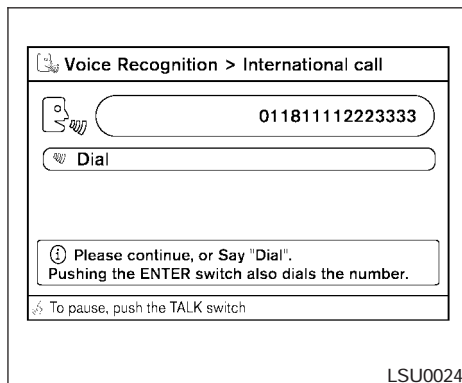 Voice Recognition > International call
011811112223333
Dial
Please continue, or Say "Dial".
Pushing the ENTER switch also dials the number.
To pause, push the TALK switch
LSU0024